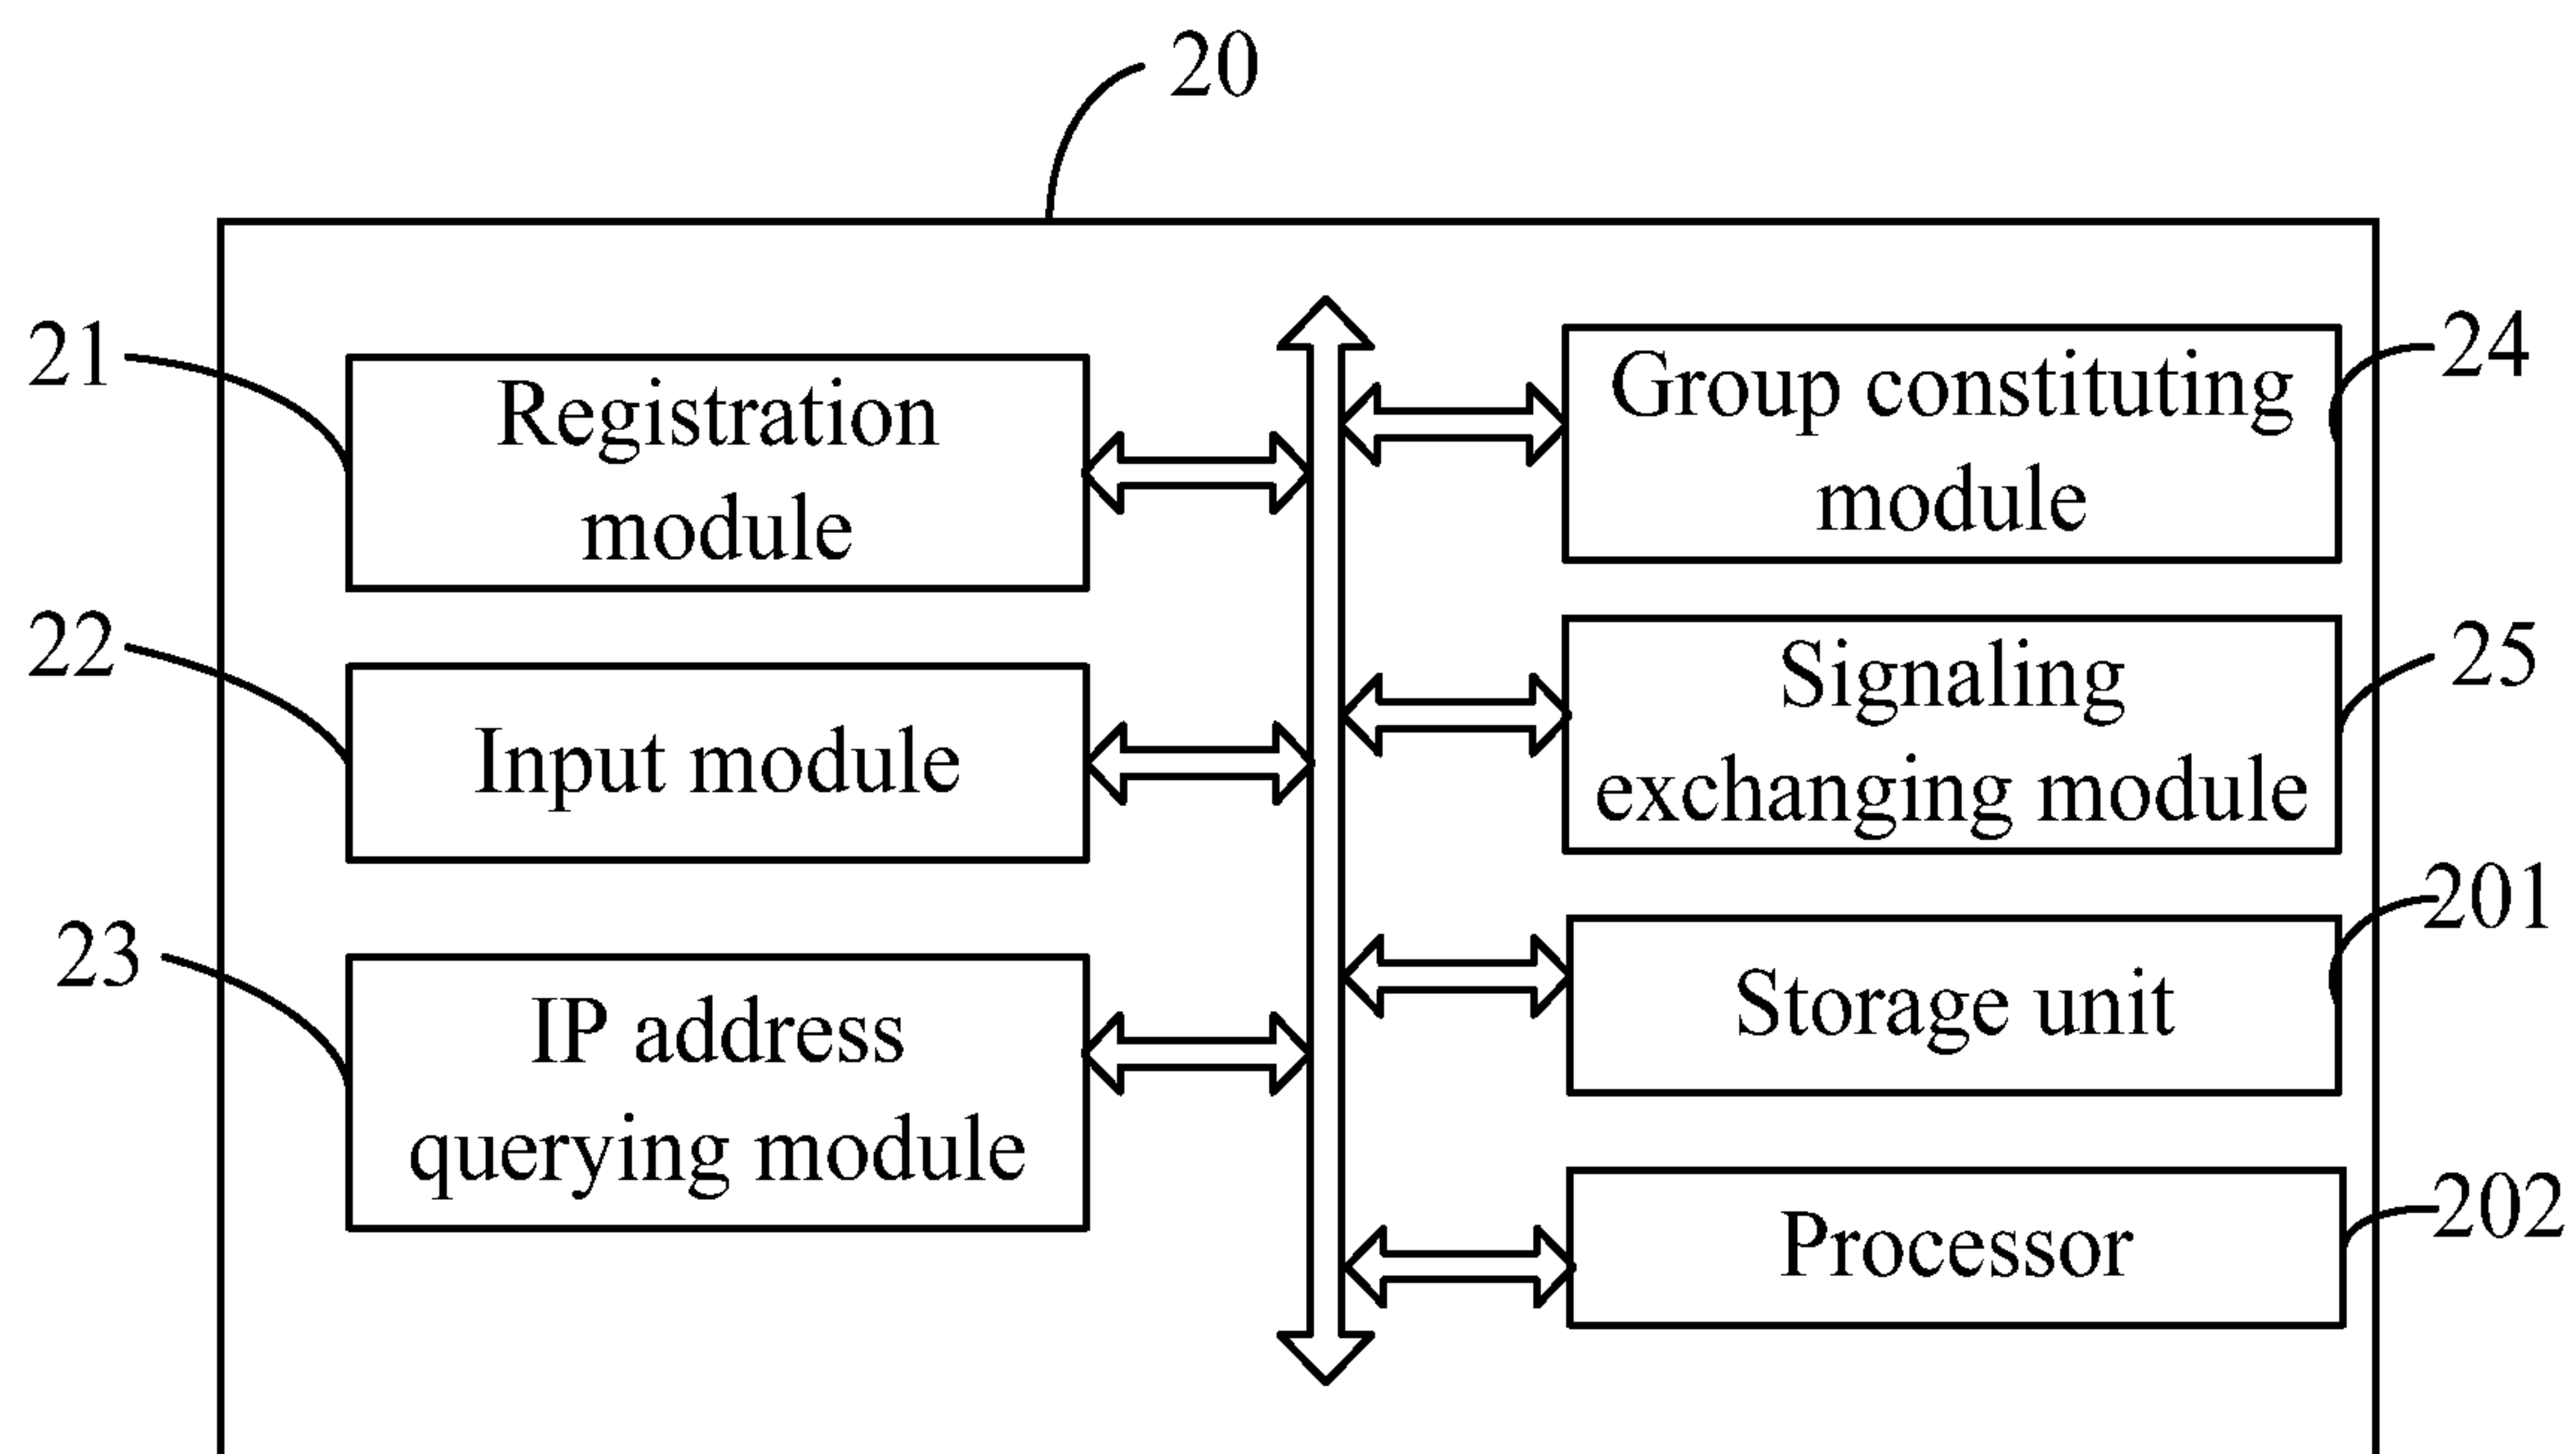 20
21
Registration
module
22
Input module
23
IP address
querying module
24
Group constituting
module
25
Signaling
exchanging module
201
Storage unit
202
Processor